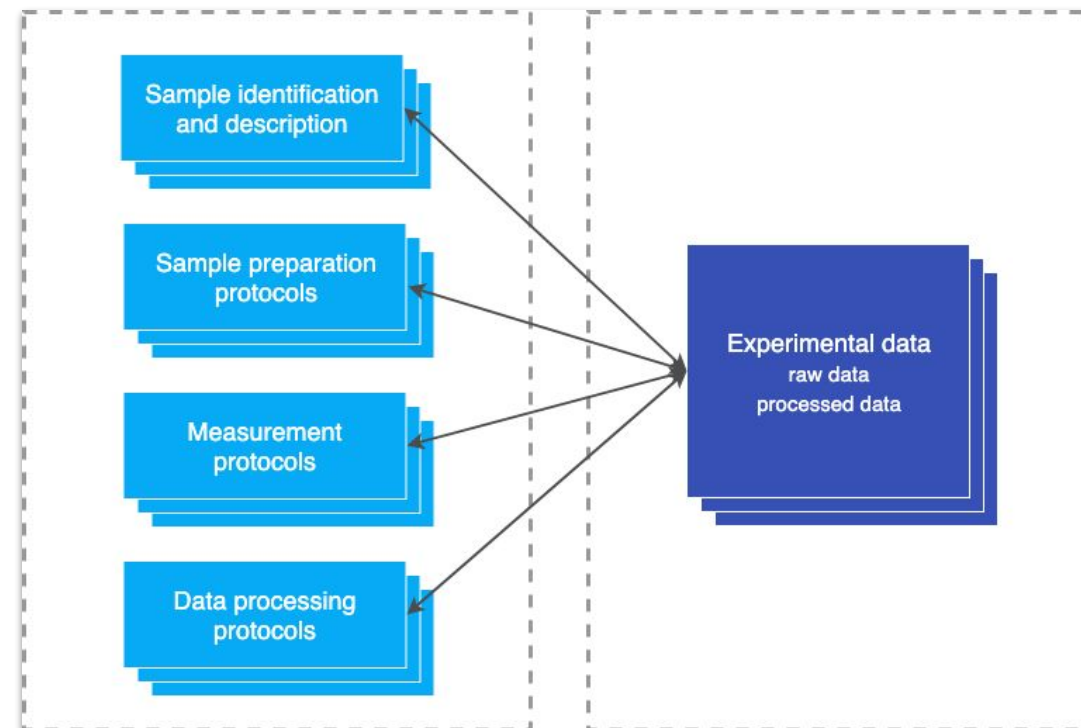 Sample identification
and description
Sample preparation
protocols
Measurement
protocols
Data processing
protocols
Experimental data
raw data
processed data